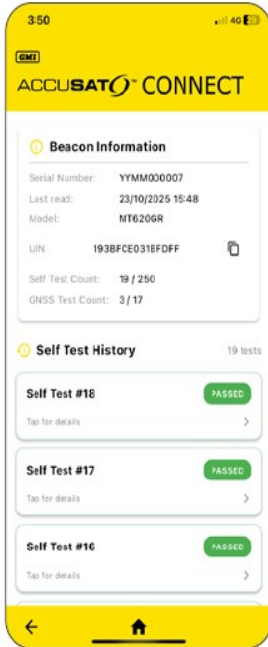 3:50
4G
GME
ACCUSAT™ CONNECT
Beacon Information
Serial Number: YYMM000007
Last read: 23/10/2025 15:48
Model: MT620GR
UIN 193BFCE031BFDFF
Self Test Count: 19 / 250
GNSS Test Count: 3 / 17
Self Test History 19 tests
Self Test #18 PASSED
Tap for details
Self Test #17 PASSED
Tap for details
Self Test #16 PASSED
Tap for details